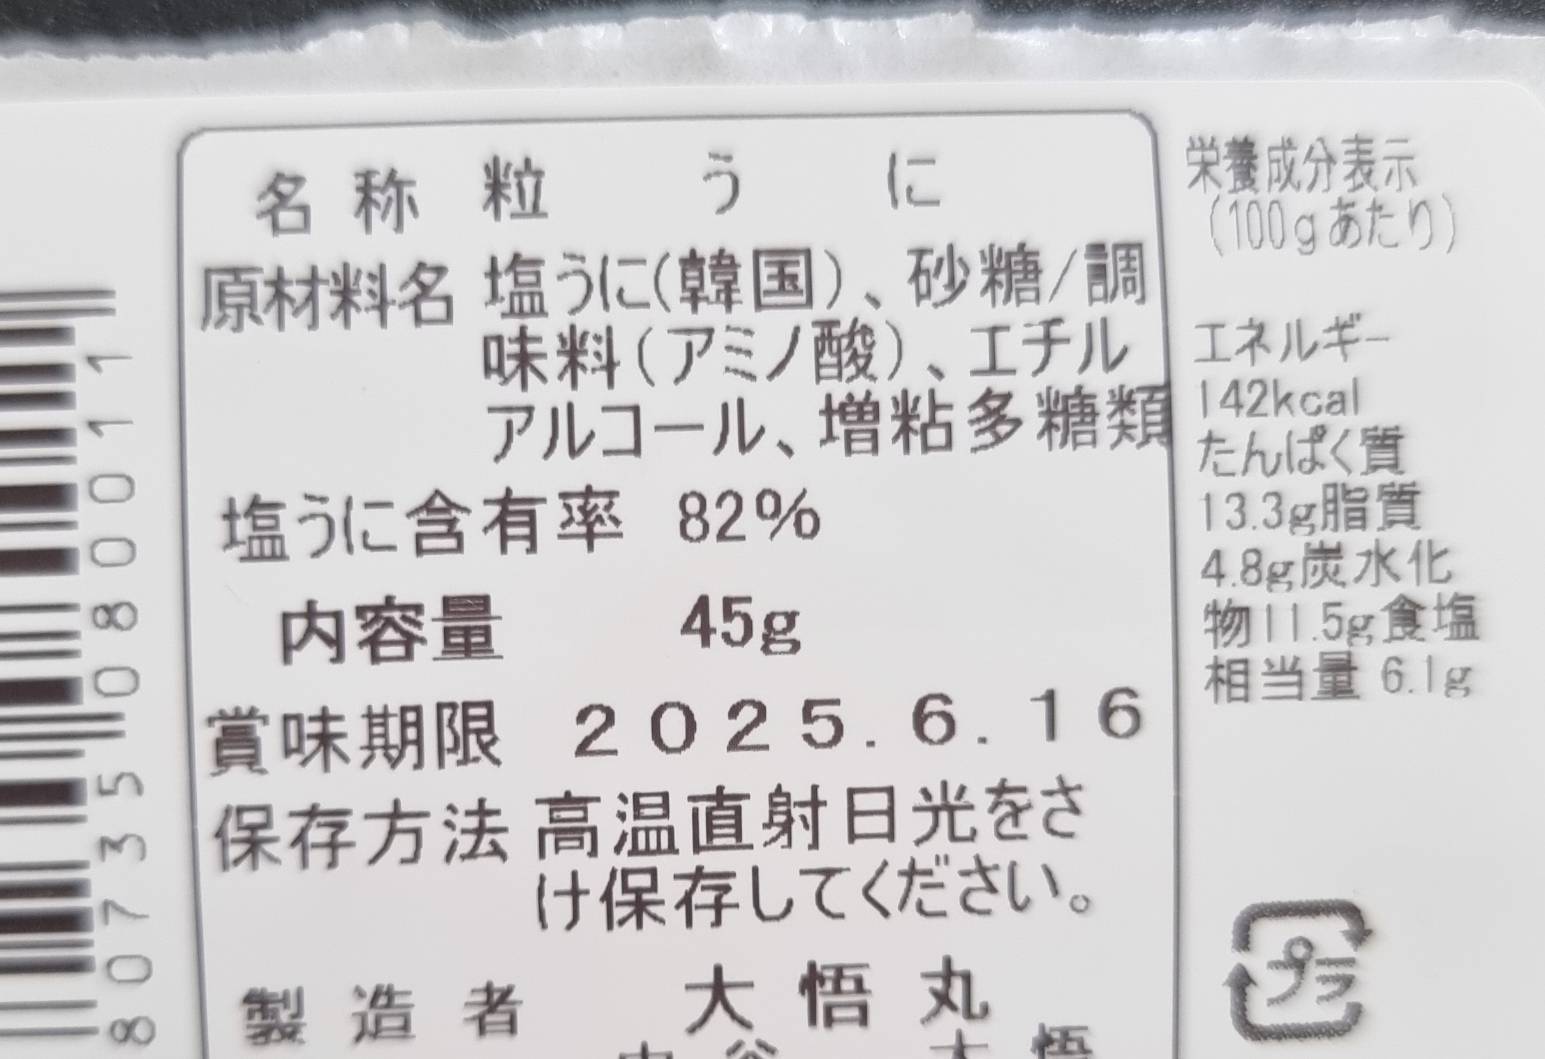 名称 粒うに
原材料名 塩うに(韓国)、砂糖/調
味料(アミノ酸)、エチル
アルコール、増粘多糖類
塩うに含有率 82%
内容量 45g
賞味期限 2025.6.16
保存方法 高温直射日光をさ
け保存してください。
製造者 大悟丸
大悟
栄養成分表示
(100gあたり)
エネルギー
142kcal
たんぱく質
13.3g脂質
4.8g炭水化
物11.5g食塩
相当量 6.1g
プラ
80735080011